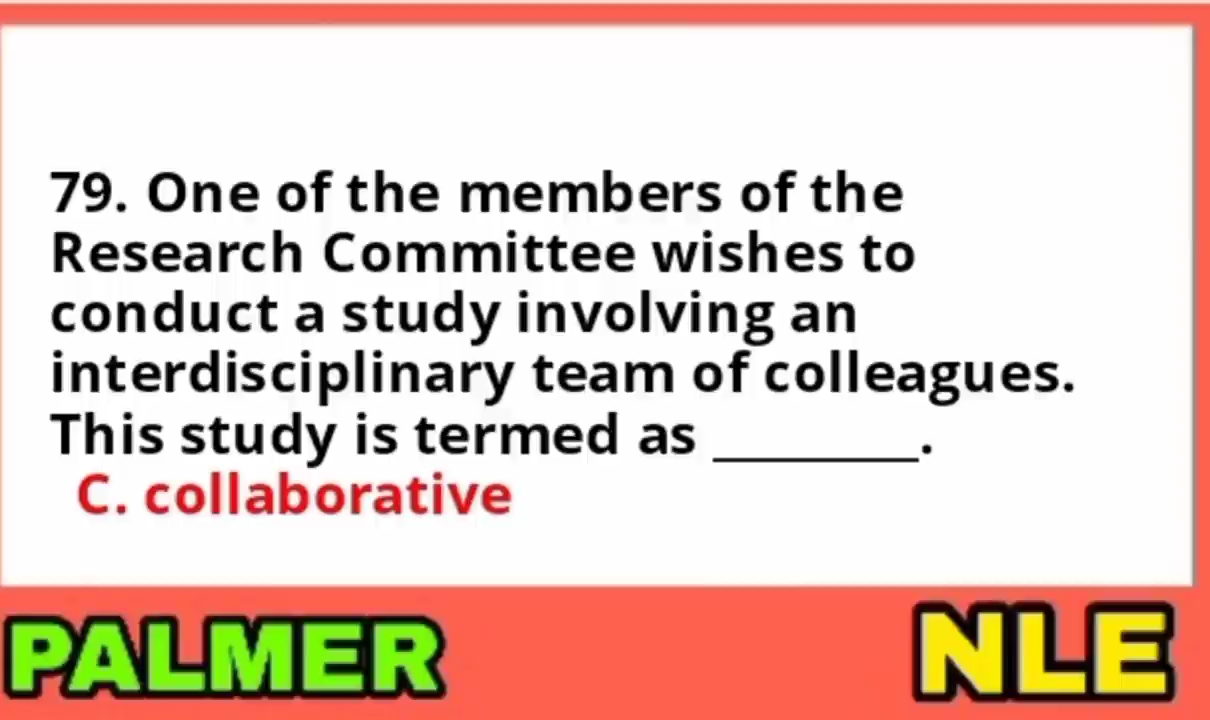 79. One of the members of the
Research Committee wishes to
conduct a study involving an
interdisciplinary team of colleagues.
This study is termed as ________.
C. collaborative
PALMER
NLE